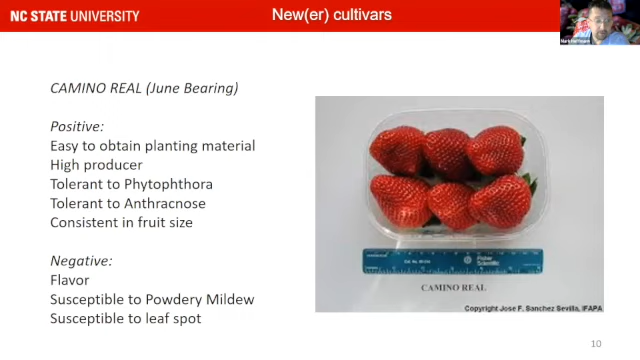 NC STATE UNIVERSITY
New(er) cultivars
CAMINO REAL (June Bearing)
Positive:
Easy to obtain planting material
High producer
Tolerant to Phytophthora
Tolerant to Anthracnose
Consistent in fruit size
Negative:
Flavor
Susceptible to Powdery Mildew
Susceptible to leaf spot
Fisher
Scientific
CAMINO REAL
Copyright Jose F. Sanchez Sevilla, IFAPA
10